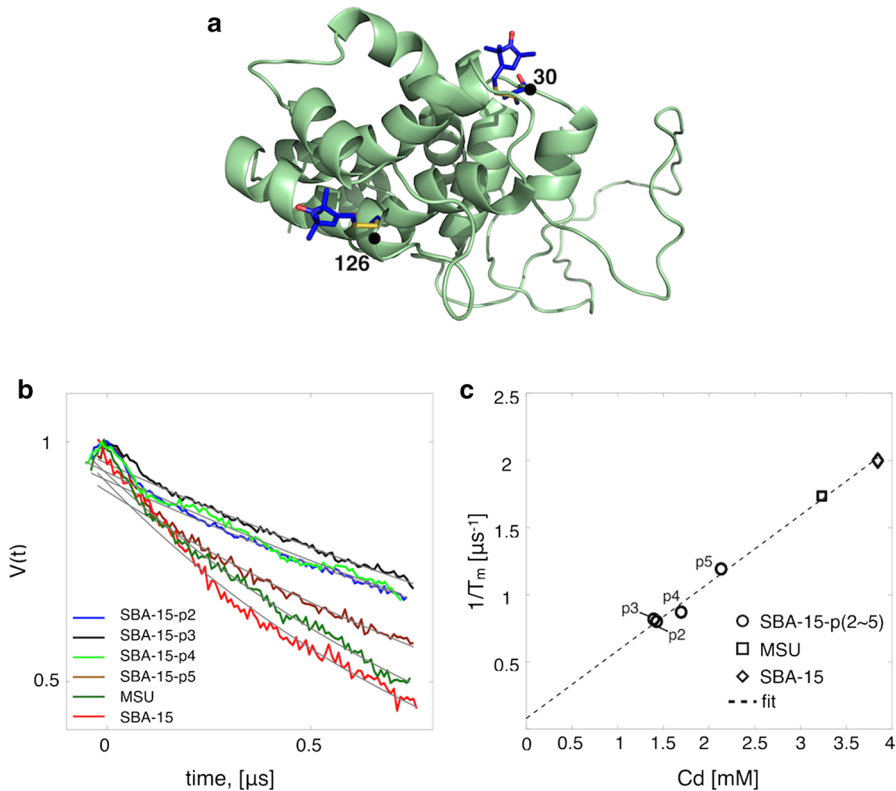 a
30
126
b
1
0.5
V(t)
0
0.5
time, [µs]
SBA-15-p2
SBA-15-p3
SBA-15-p4
SBA-15-p5
MSU
SBA-15
c
2.5
2
1.5
1
0.5
1/Tm [µs-1]
0
0.5
1
1.5
2
2.5
3
3.5
4
Cd [mM]
p3
p2
p4
p5
SBA-15-p(2~5)
MSU
SBA-15
fit